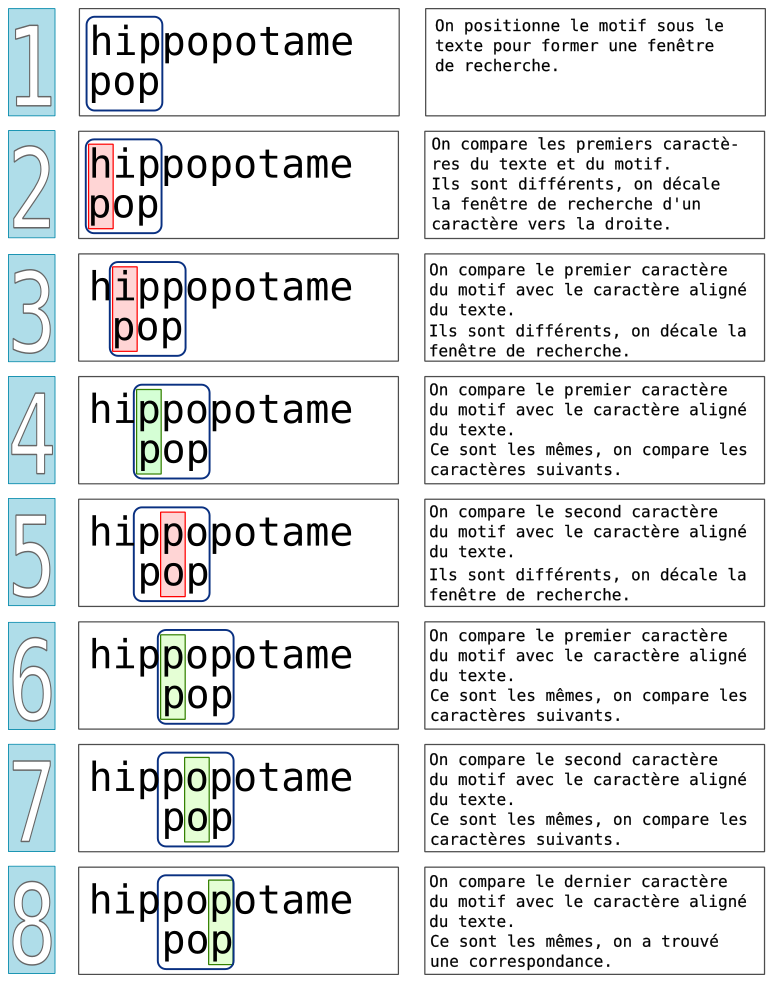 1
hippopotame
pop
On positionne le motif sous le
texte pour former une fenêtre
de recherche.
2
hippopotame
pop
On compare les premiers caractè-
res du texte et du motif.
Ils sont différents, on décale
la fenêtre de recherche d'un
caractère vers la droite.
3
hippopotame
pop
On compare le premier caractère
du motif avec le caractère aligné
du texte.
Ils sont différents, on décale la
fenêtre de recherche.
4
hippopotame
pop
On compare le premier caractère
du motif avec le caractère aligné
du texte.
Ce sont les mêmes, on compare les
caractères suivants.
5
hippopotame
pop
On compare le second caractère
du motif avec le caractère aligné
du texte.
Ils sont différents, on décale la
fenêtre de recherche.
6
hippopotame
pop
On compare le premier caractère
du motif avec le caractère aligné
du texte.
Ce sont les mêmes, on compare les
caractères suivants.
7
hippopotame
pop
On compare le second caractère
du motif avec le caractère aligné
du texte.
Ce sont les mêmes, on compare les
caractères suivants.
8
hippopotame
pop
On compare le dernier caractère
du motif avec le caractère aligné
du texte.
Ce sont les mêmes, on a trouvé
une correspondance.